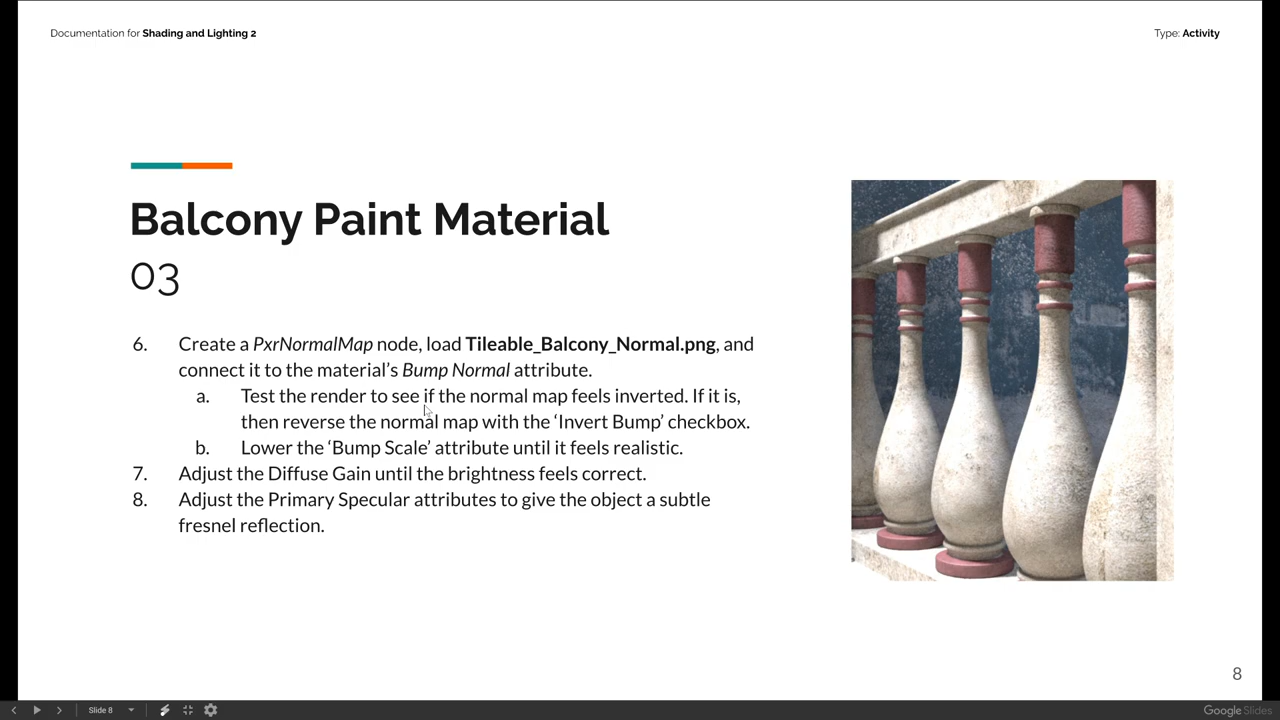 Documentation for Shading and Lighting 2
Type: Activity
Balcony Paint Material
03
6. Create a PxrNormalMap node, load Tileable_Balcony_Normal.png, and
connect it to the material's Bump Normal attribute.
a. Test the render to see if the normal map feels inverted. If it is,
then reverse the normal map with the ‘Invert Bump’ checkbox.
b. Lower the ‘Bump Scale’ attribute until it feels realistic.
7. Adjust the Diffuse Gain until the brightness feels correct.
8. Adjust the Primary Specular attributes to give the object a subtle
fresnel reflection.
8
Slide 8
Google Slides